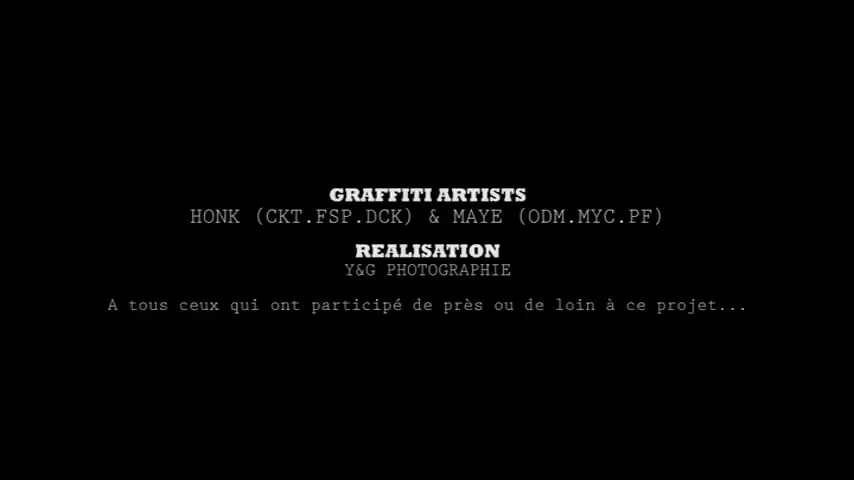 GRAFFITI ARTISTS
HONK (CKT.FSP.DCK) & MAYE (ODM.MYC.PF)
REALISATION
Y&G PHOTOGRAPHIE
A tous ceux qui ont participé de près ou de loin à ce projet...